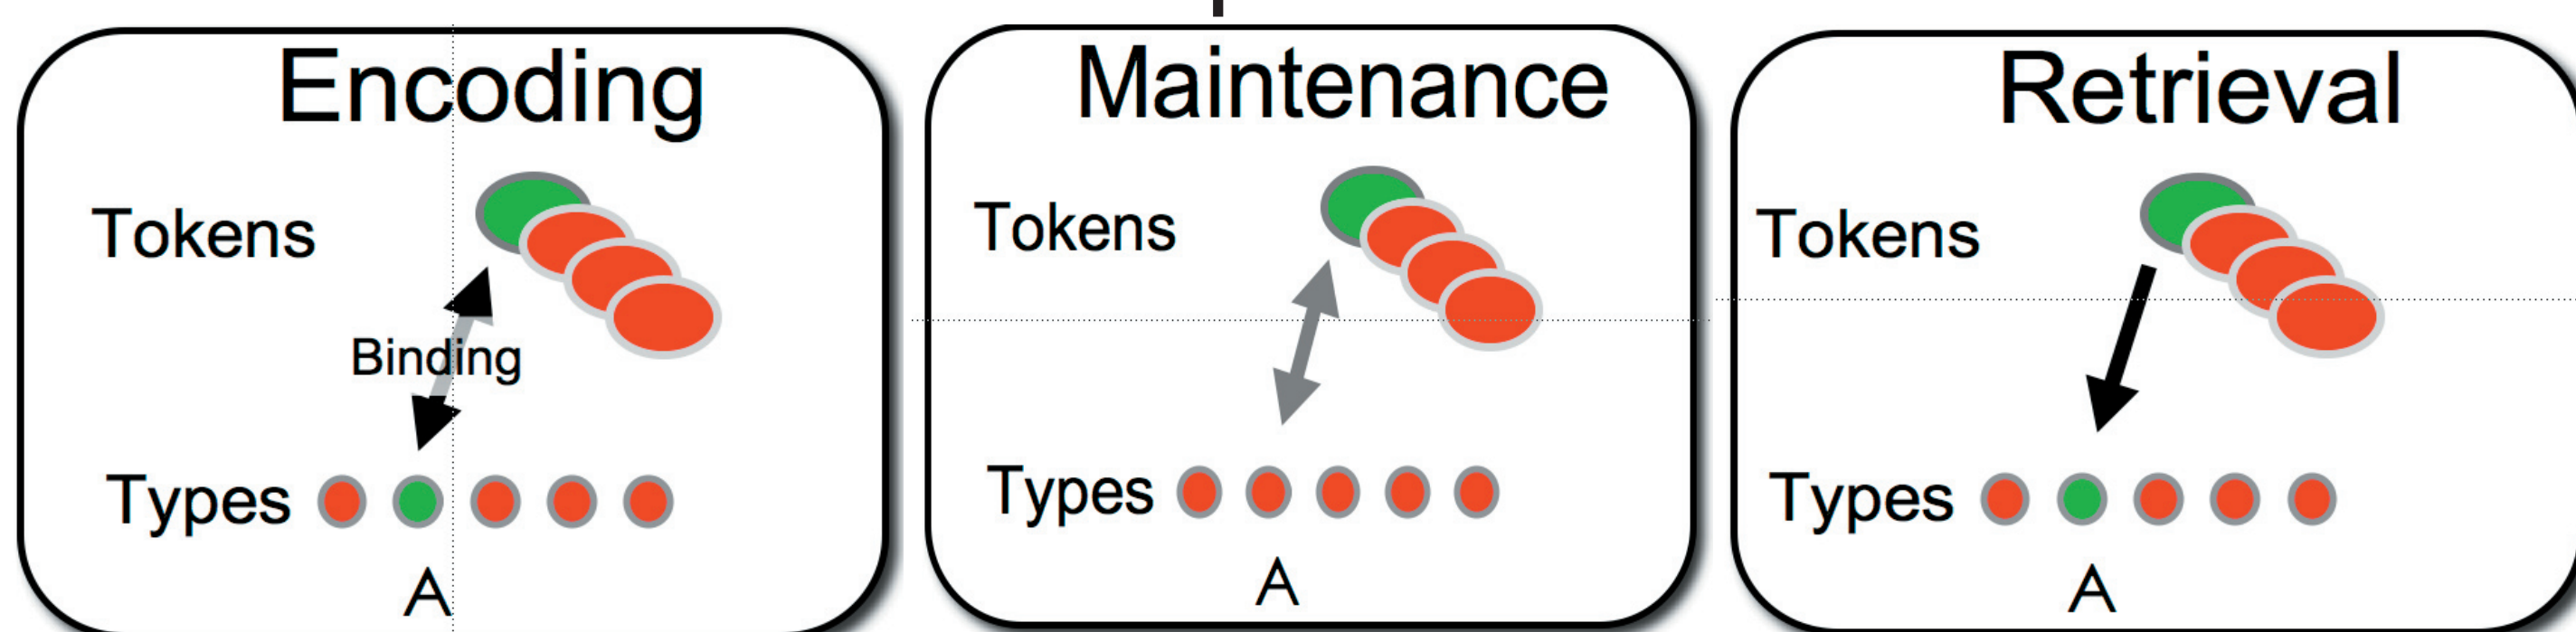 Encoding
Tokens
Binding
Types
A
Maintenance
Tokens
Types
A
Retrieval
Tokens
Types
A